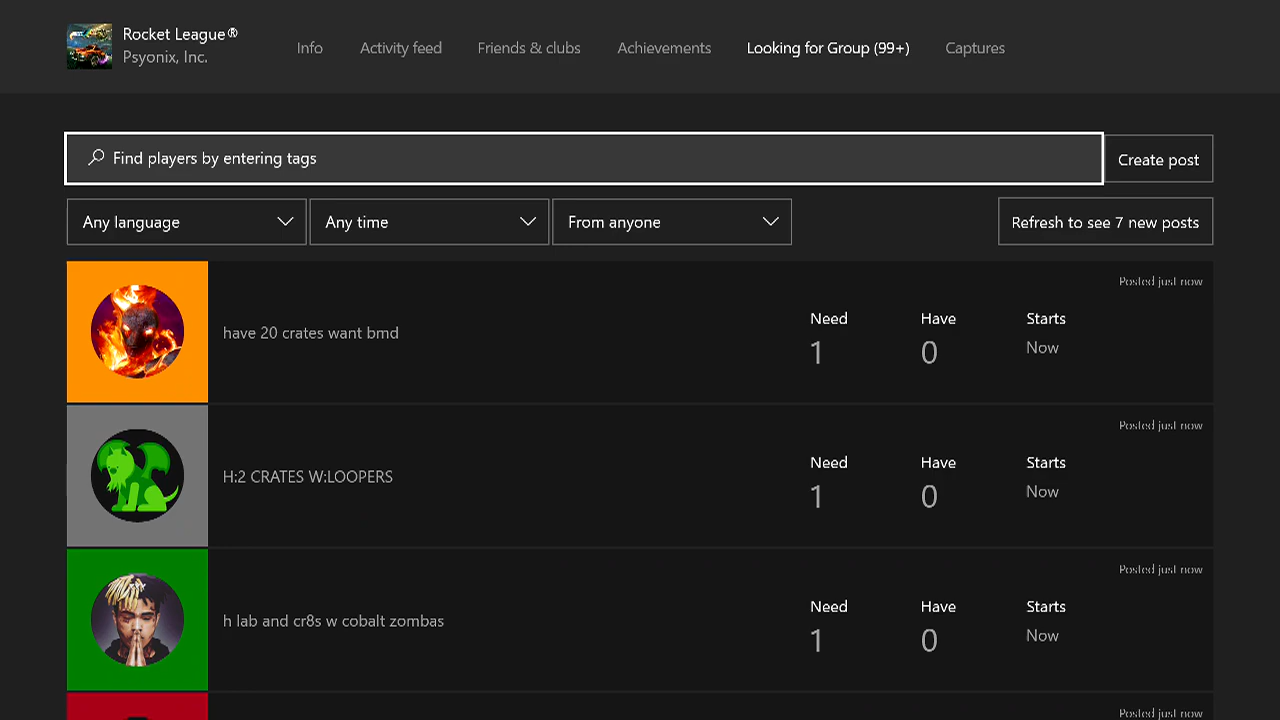 Rocket League®
Psyonix, Inc.
Info
Activity feed
Friends & clubs
Achievements
Looking for Group (99+)
Captures
Find players by entering tags
Create post
Any language
Any time
From anyone
Refresh to see 7 new posts
Posted just now
have 20 crates want bmd
Need
Have
Starts
1
0
Now
Posted just now
H:2 CRATES W:LOOPERS
Need
Have
Starts
1
0
Now
Posted just now
h lab and cr8s w cobalt zombas
Need
Have
Starts
1
0
Now
Posted just now